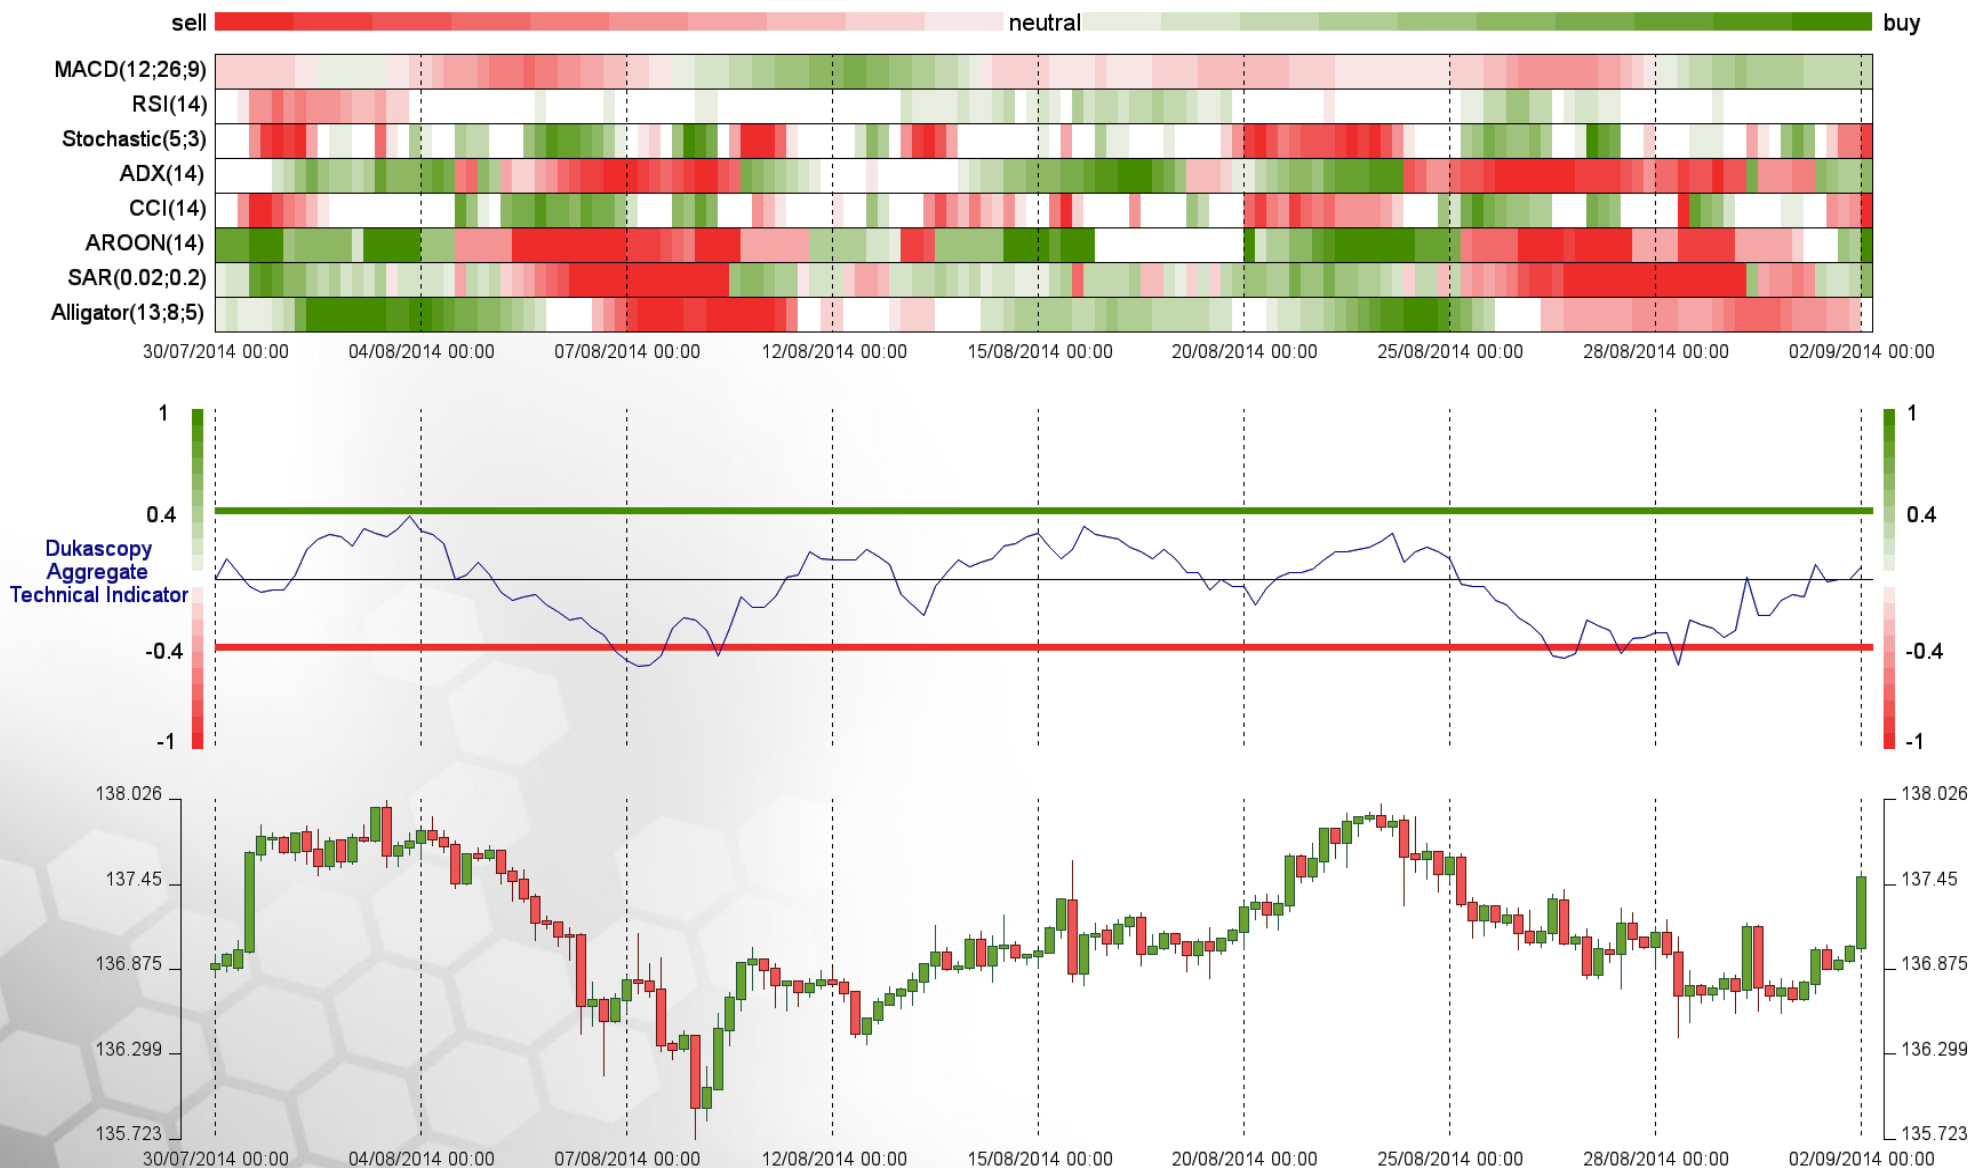 sell neutral buy
MACD(12;26;9)
RSI(14)
Stochastic(5;3)
ADX(14)
CCI(14)
AROON(14)
SAR(0.02;0.2)
Alligator(13;8;5)
30/07/2014 00:00 04/08/2014 00:00 07/08/2014 00:00 12/08/2014 00:00 15/08/2014 00:00 20/08/2014 00:00 25/08/2014 00:00 28/08/2014 00:00 02/09/2014 00:00
1 1
0.4 0.4
Dukascopy
Aggregate
Technical Indicator
-0.4 -0.4
-1 -1
138.026 138.026
137.45 137.45
136.875 136.875
136.299 136.299
135.723 135.723
30/07/2014 00:00 04/08/2014 00:00 07/08/2014 00:00 12/08/2014 00:00 15/08/2014 00:00 20/08/2014 00:00 25/08/2014 00:00 28/08/2014 00:00 02/09/2014 00:00